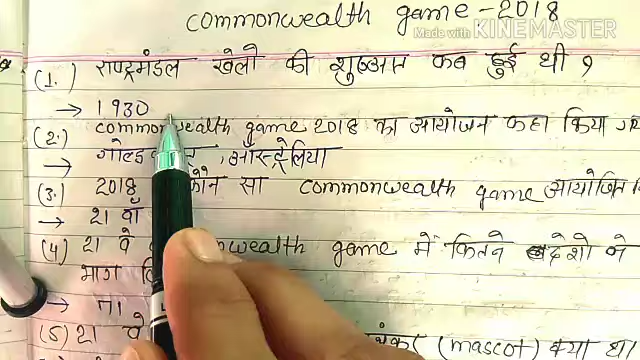 commonwealth game - 2018
Made with KINEMASTER
(1.) राष्ट्रमंडल खेलो की शुरुआत कब हुई थी ?
→ 1930
(2.) commonwealth game 2018 का आयोजन कहा किया
→ गोल्ड , ऑस्ट्रेलिया
(3.) 2018 कौन सा commonwealth game आयोजित
→ 21 वाँ
(4) 21 वे game में कितने देशो ने
भाग
→ 71
(5) 21 वे (mascot) क्या था